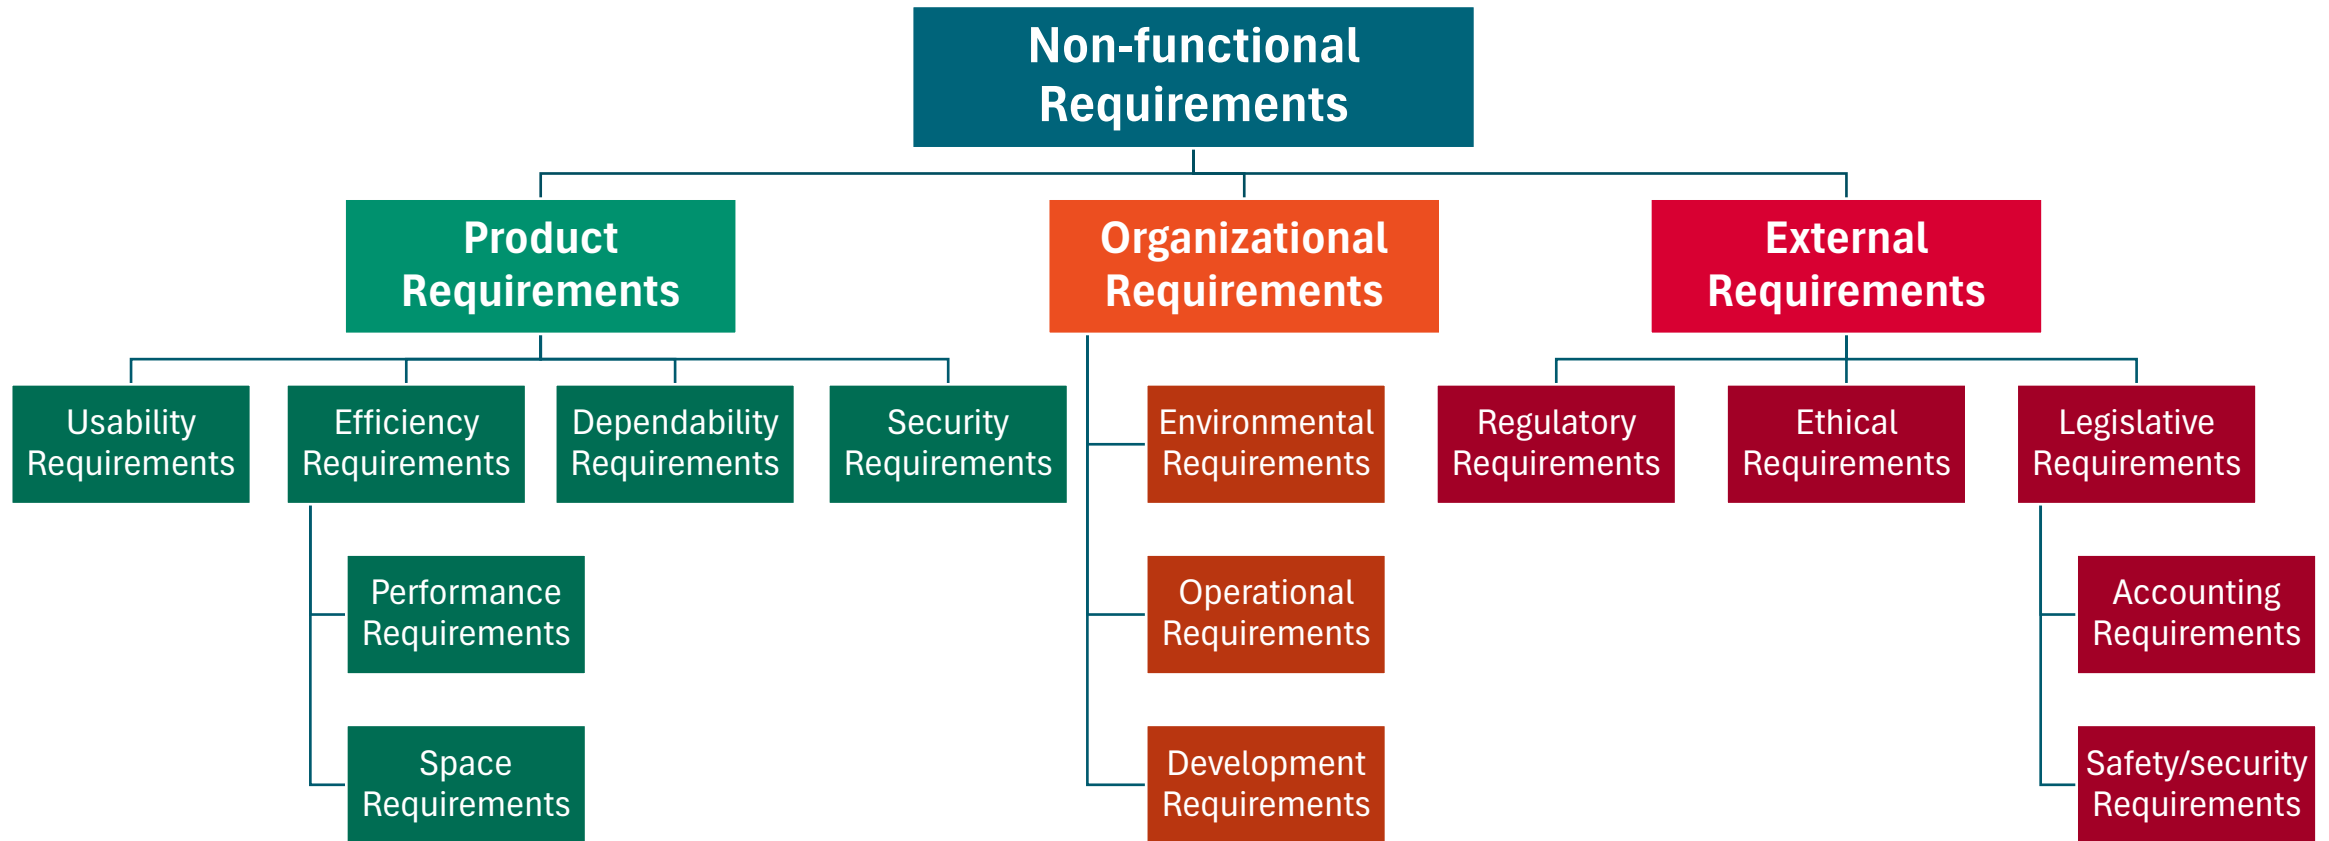 Non-functional
Requirements
Product
Requirements
Organizational
Requirements
External
Requirements
Usability
Requirements
Efficiency
Requirements
Dependability
Requirements
Security
Requirements
Environmental
Requirements
Regulatory
Requirements
Ethical
Requirements
Legislative
Requirements
Performance
Requirements
Operational
Requirements
Accounting
Requirements
Space
Requirements
Development
Requirements
Safety/security
Requirements